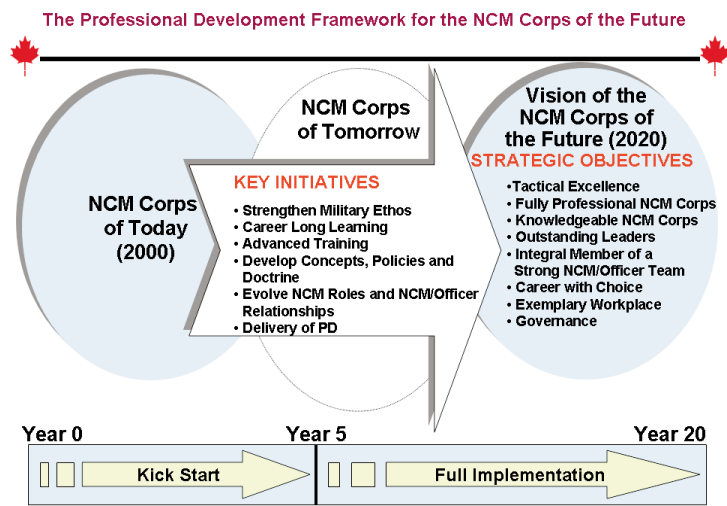 The Professional Development Framework for the NCM Corps of the Future
NCM Corps
of Today
(2000)
NCM Corps
of Tomorrow
KEY INITIATIVES
• Strengthen Military Ethos
• Career Long Learning
• Advanced Training
• Develop Concepts, Policies and
Doctrine
• Evolve NCM Roles and NCM/Officer
Relationships
• Delivery of PD
Vision of the
NCM Corps of
the Future (2020)
STRATEGIC OBJECTIVES
•Tactical Excellence
• Fully Professional NCM Corps
• Knowledgeable NCM Corps
• Outstanding Leaders
• Integral Member of a
Strong NCM/Officer Team
• Career with Choice
• Exemplary Workplace
• Governance
Year 0
Year 5
Year 20
Kick Start
Full Implementation